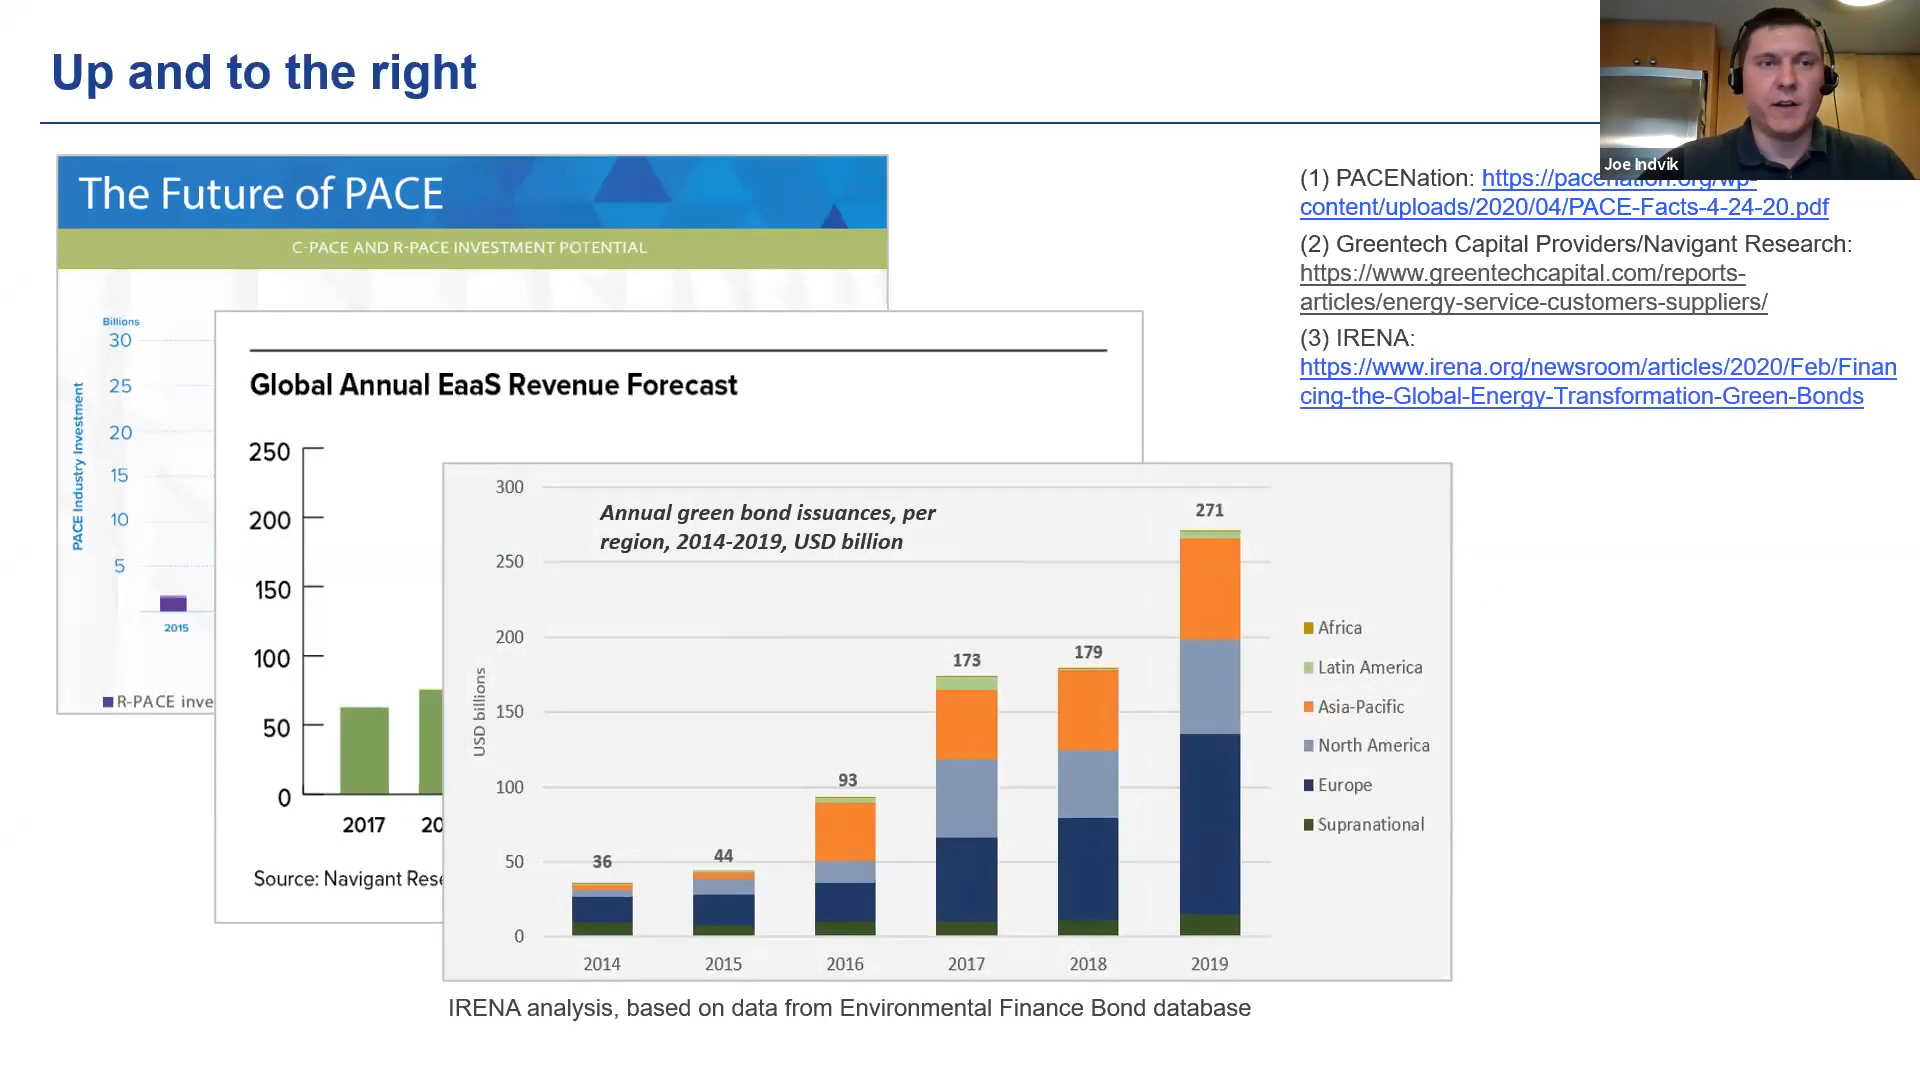 Up and to the right
Joe Indvik
The Future of PACE
C-PACE AND R-PACE INVESTMENT POTENTIAL
Billions
30
25
20
15
10
5
PACE Industry Investment
2015
R-PACE inve
Global Annual EaaS Revenue Forecast
250
200
150
100
50
0
2017
20
Source: Navigant Rese
Annual green bond issuances, per
region, 2014-2019, USD billion
300
250
200
150
100
50
0
USD billions
36
44
93
173
179
271
2014
2015
2016
2017
2018
2019
Africa
Latin America
Asia-Pacific
North America
Europe
Supranational
IRENA analysis, based on data from Environmental Finance Bond database
(1) PACENation: https://pacenation.org/wp-
content/uploads/2020/04/PACE-Facts-4-24-20.pdf
(2) Greentech Capital Providers/Navigant Research:
https://www.greentechcapital.com/reports-
articles/energy-service-customers-suppliers/
(3) IRENA:
https://www.irena.org/newsroom/articles/2020/Feb/Finan
cing-the-Global-Energy-Transformation-Green-Bonds